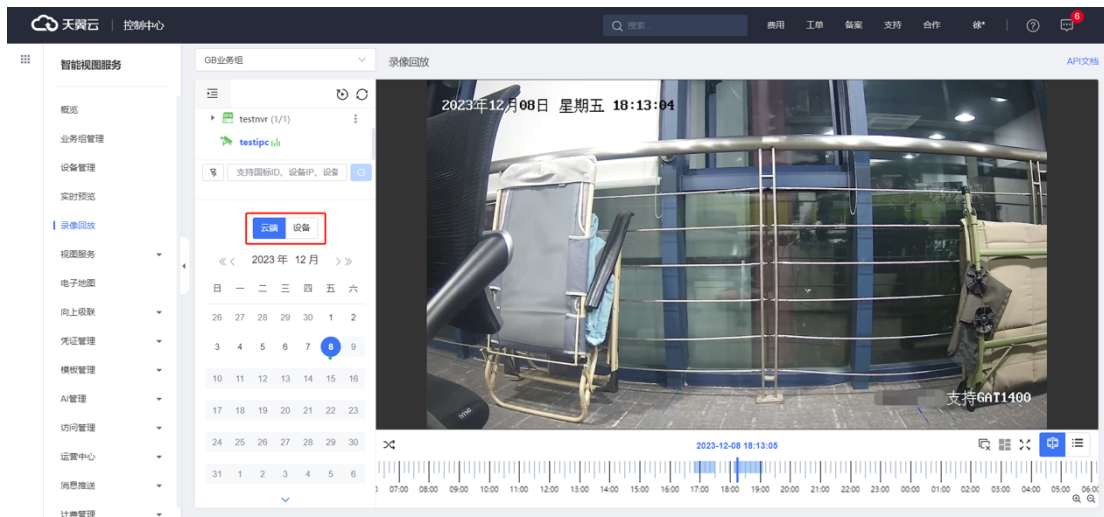 天翼云 控制中心 搜索... 费用 工单 备案 支持 合作 徐* 6
智能视图服务
概览
业务组管理
设备管理
实时预览
录像回放
视图服务
电子地图
向上级联
凭证管理
模板管理
AI管理
访问管理
运营中心
消息推送
计费管理
GB业务组
testnvr (1/1)
testipc
支持国标ID、设备IP、设备
云端 设备
2023 年 12 月
日 一 二 三 四 五 六
26 27 28 29 30 1 2
3 4 5 6 7 8 9
10 11 12 13 14 15 16
17 18 19 20 21 22 23
24 25 26 27 28 29 30
31 1 2 3 4 5 6
录像回放 API文档
2023年12月08日 星期五 18:13:04
支持GAT1400
2023-12-08 18:13:05
07:00 08:00 09:00 10:00 11:00 12:00 13:00 14:00 15:00 16:00 17:00 18:00 19:00 20:00 21:00 22:00 23:00 00:00 01:00 02:00 03:00 04:00 05:00 06:00